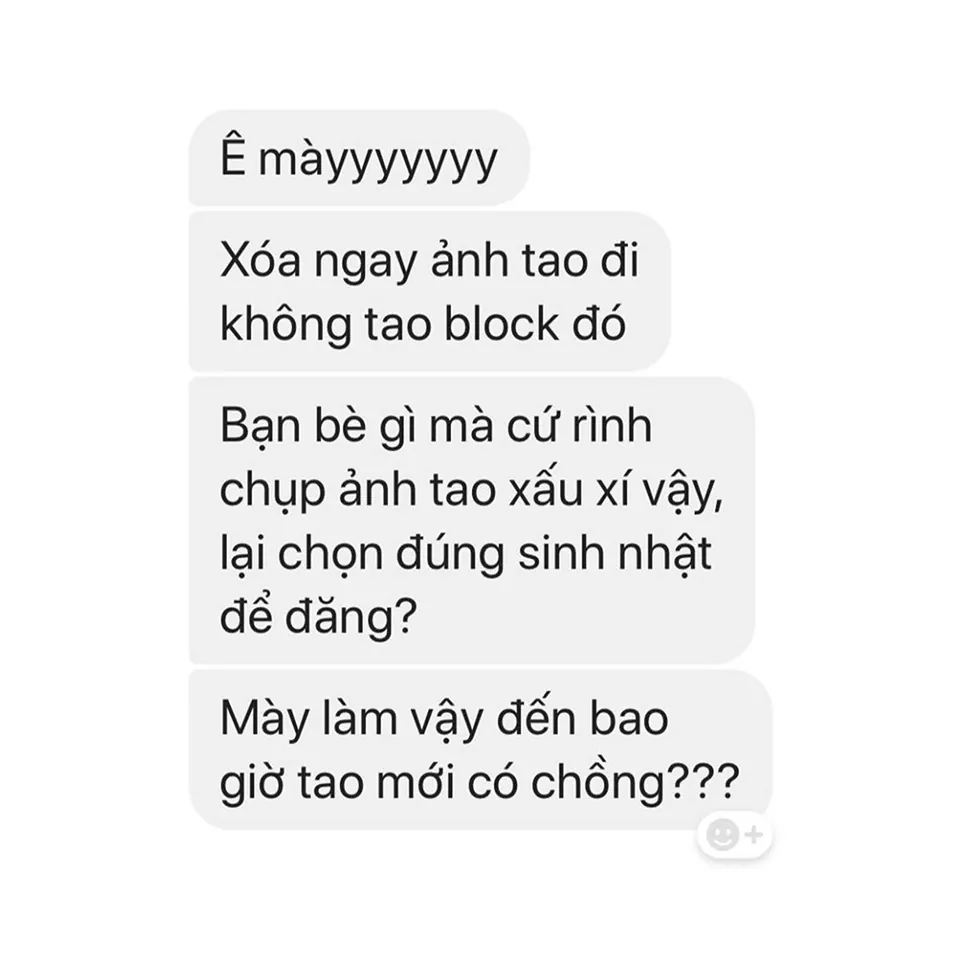 Ê màyyyyyyy
Xóa ngay ảnh tao đi
không tao block đó
Bạn bè gì mà cứ rình
chụp ảnh tao xấu xí vậy,
lại chọn đúng sinh nhật
để đăng?
Mày làm vậy đến bao
giờ tao mới có chồng???